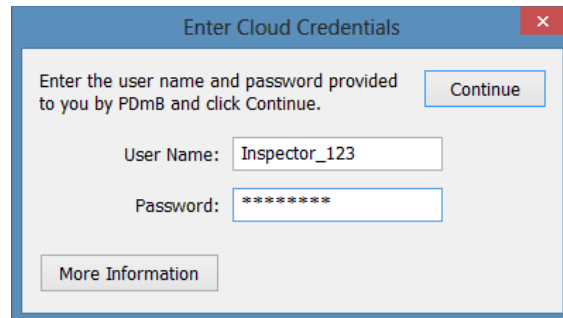 Enter Cloud Credentials
Enter the user name and password provided
to you by PDmB and click Continue.
Continue
User Name: Inspector_123
Password: ********
More Information